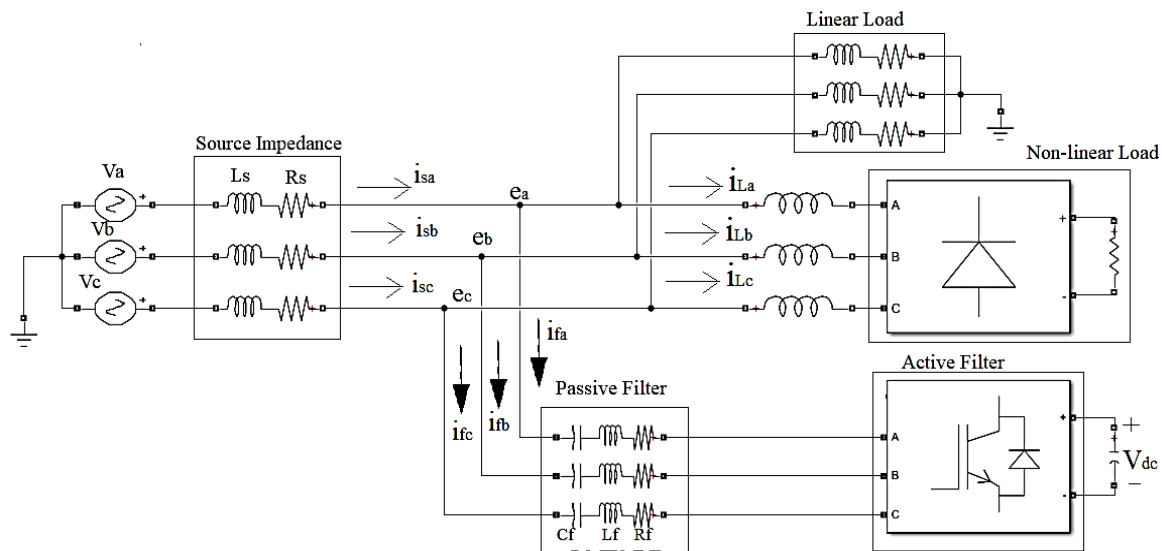 Linear Load
Source Impedance
Non-linear Load
Va
Ls Rs
isa
ea
iLa
A
+
Vb
isb
eb
iLb
B
Vc
isc
ec
iLc
C
-
ifa
Active Filter
Passive Filter
ifb
ifc
A
+
+
B
Vdc
-
-
C
Cf Lf Rf